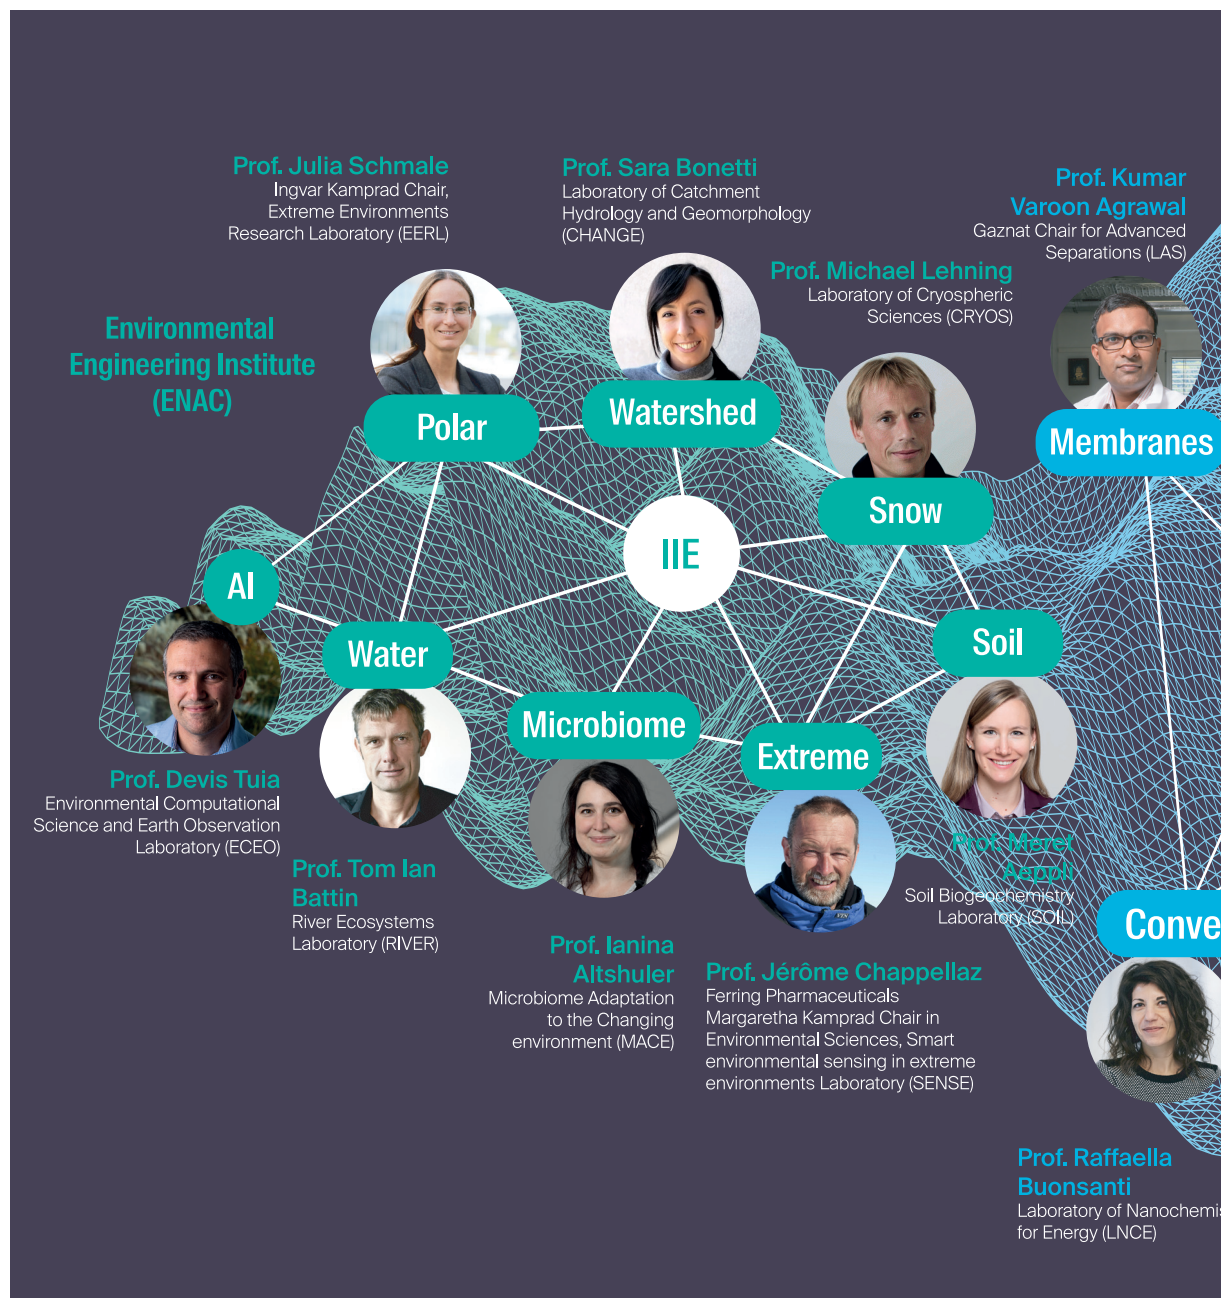 Prof. Julia Schmale
Ingvar Kamprad Chair,
Extreme Environments
Research Laboratory (EERL)
Prof. Sara Bonetti
Laboratory of Catchment
Hydrology and Geomorphology
(CHANGE)
Prof. Kumar
Varoon Agrawal
Gaznat Chair for Advanced
Separations (LAS)
Prof. Michael Lehning
Laboratory of Cryospheric
Sciences (CRYOS)
Environmental
Engineering Institute
(ENAC)
Polar
Watershed
Membranes
Snow
IIE
AI
Water
Soil
Microbiome
Extreme
Prof. Devis Tuia
Environmental Computational
Science and Earth Observation
Laboratory (ECEO)
Prof. Tom Ian
Battin
River Ecosystems
Laboratory (RIVER)
Prof. Meret
Aeppli
Soil Biogeochemistry
Laboratory (SOIL)
Conve
Prof. Ianina
Altshuler
Microbiome Adaptation
to the Changing
environment (MACE)
Prof. Jérôme Chappellaz
Ferring Pharmaceuticals
Margaretha Kamprad Chair in
Environmental Sciences, Smart
environmental sensing in extreme
environments Laboratory (SENSE)
Prof. Raffaella
Buonsanti
Laboratory of Nanochemis
for Energy (LNCE)